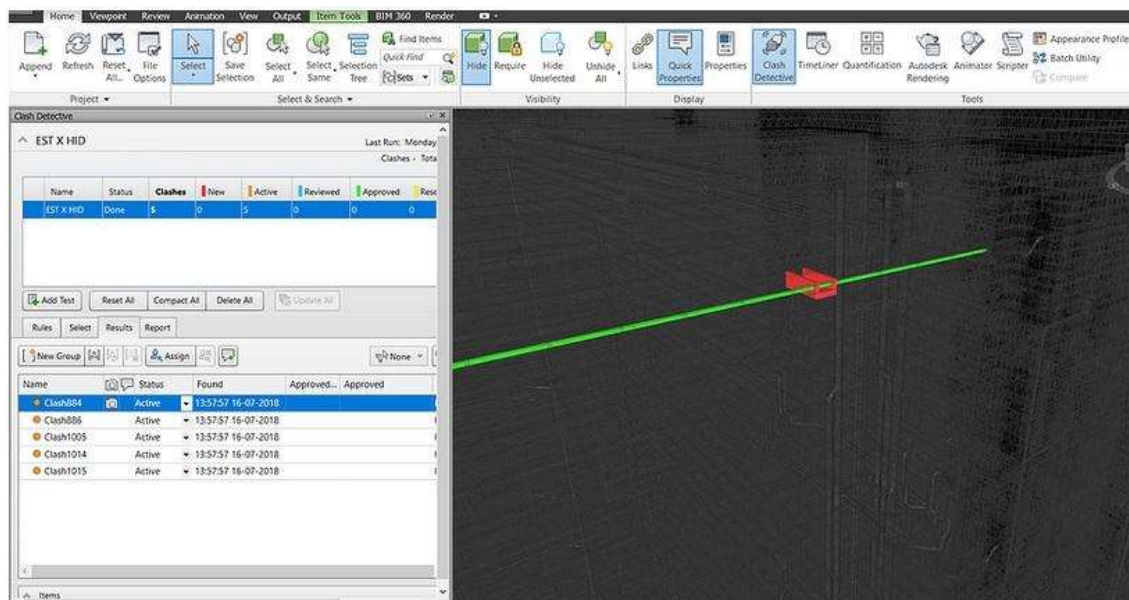 Home Viewpoint Review Animation View Output Item Tools BIM 360 Render
Append Refresh Reset All... File Options Select Save Selection Select All Select Same Selection Tree Find Items Quick Find Sets Hide Require Hide Unselected Unhide All Links Quick Properties Properties Clash Detective TimeLiner Quantification Autodesk Rendering Animator Scripter Appearance Profile Batch Utility Compare
Project Select & Search Visibility Display Tools
Clash Detective
EST X HID Last Run: Monday
Clashes - Tota
Name Status Clashes New Active Reviewed Approved Reso
EST X HID Done 5 0 5 0 0 0
Add Test Reset All Compact All Delete All Update All
Rules Select Results Report
New Group Assign None
Name Status Found Approved... Approved
Clash884 Active 13:57:57 16-07-2018
Clash886 Active 13:57:57 16-07-2018
Clash1005 Active 13:57:57 16-07-2018
Clash1014 Active 13:57:57 16-07-2018
Clash1015 Active 13:57:57 16-07-2018
Items